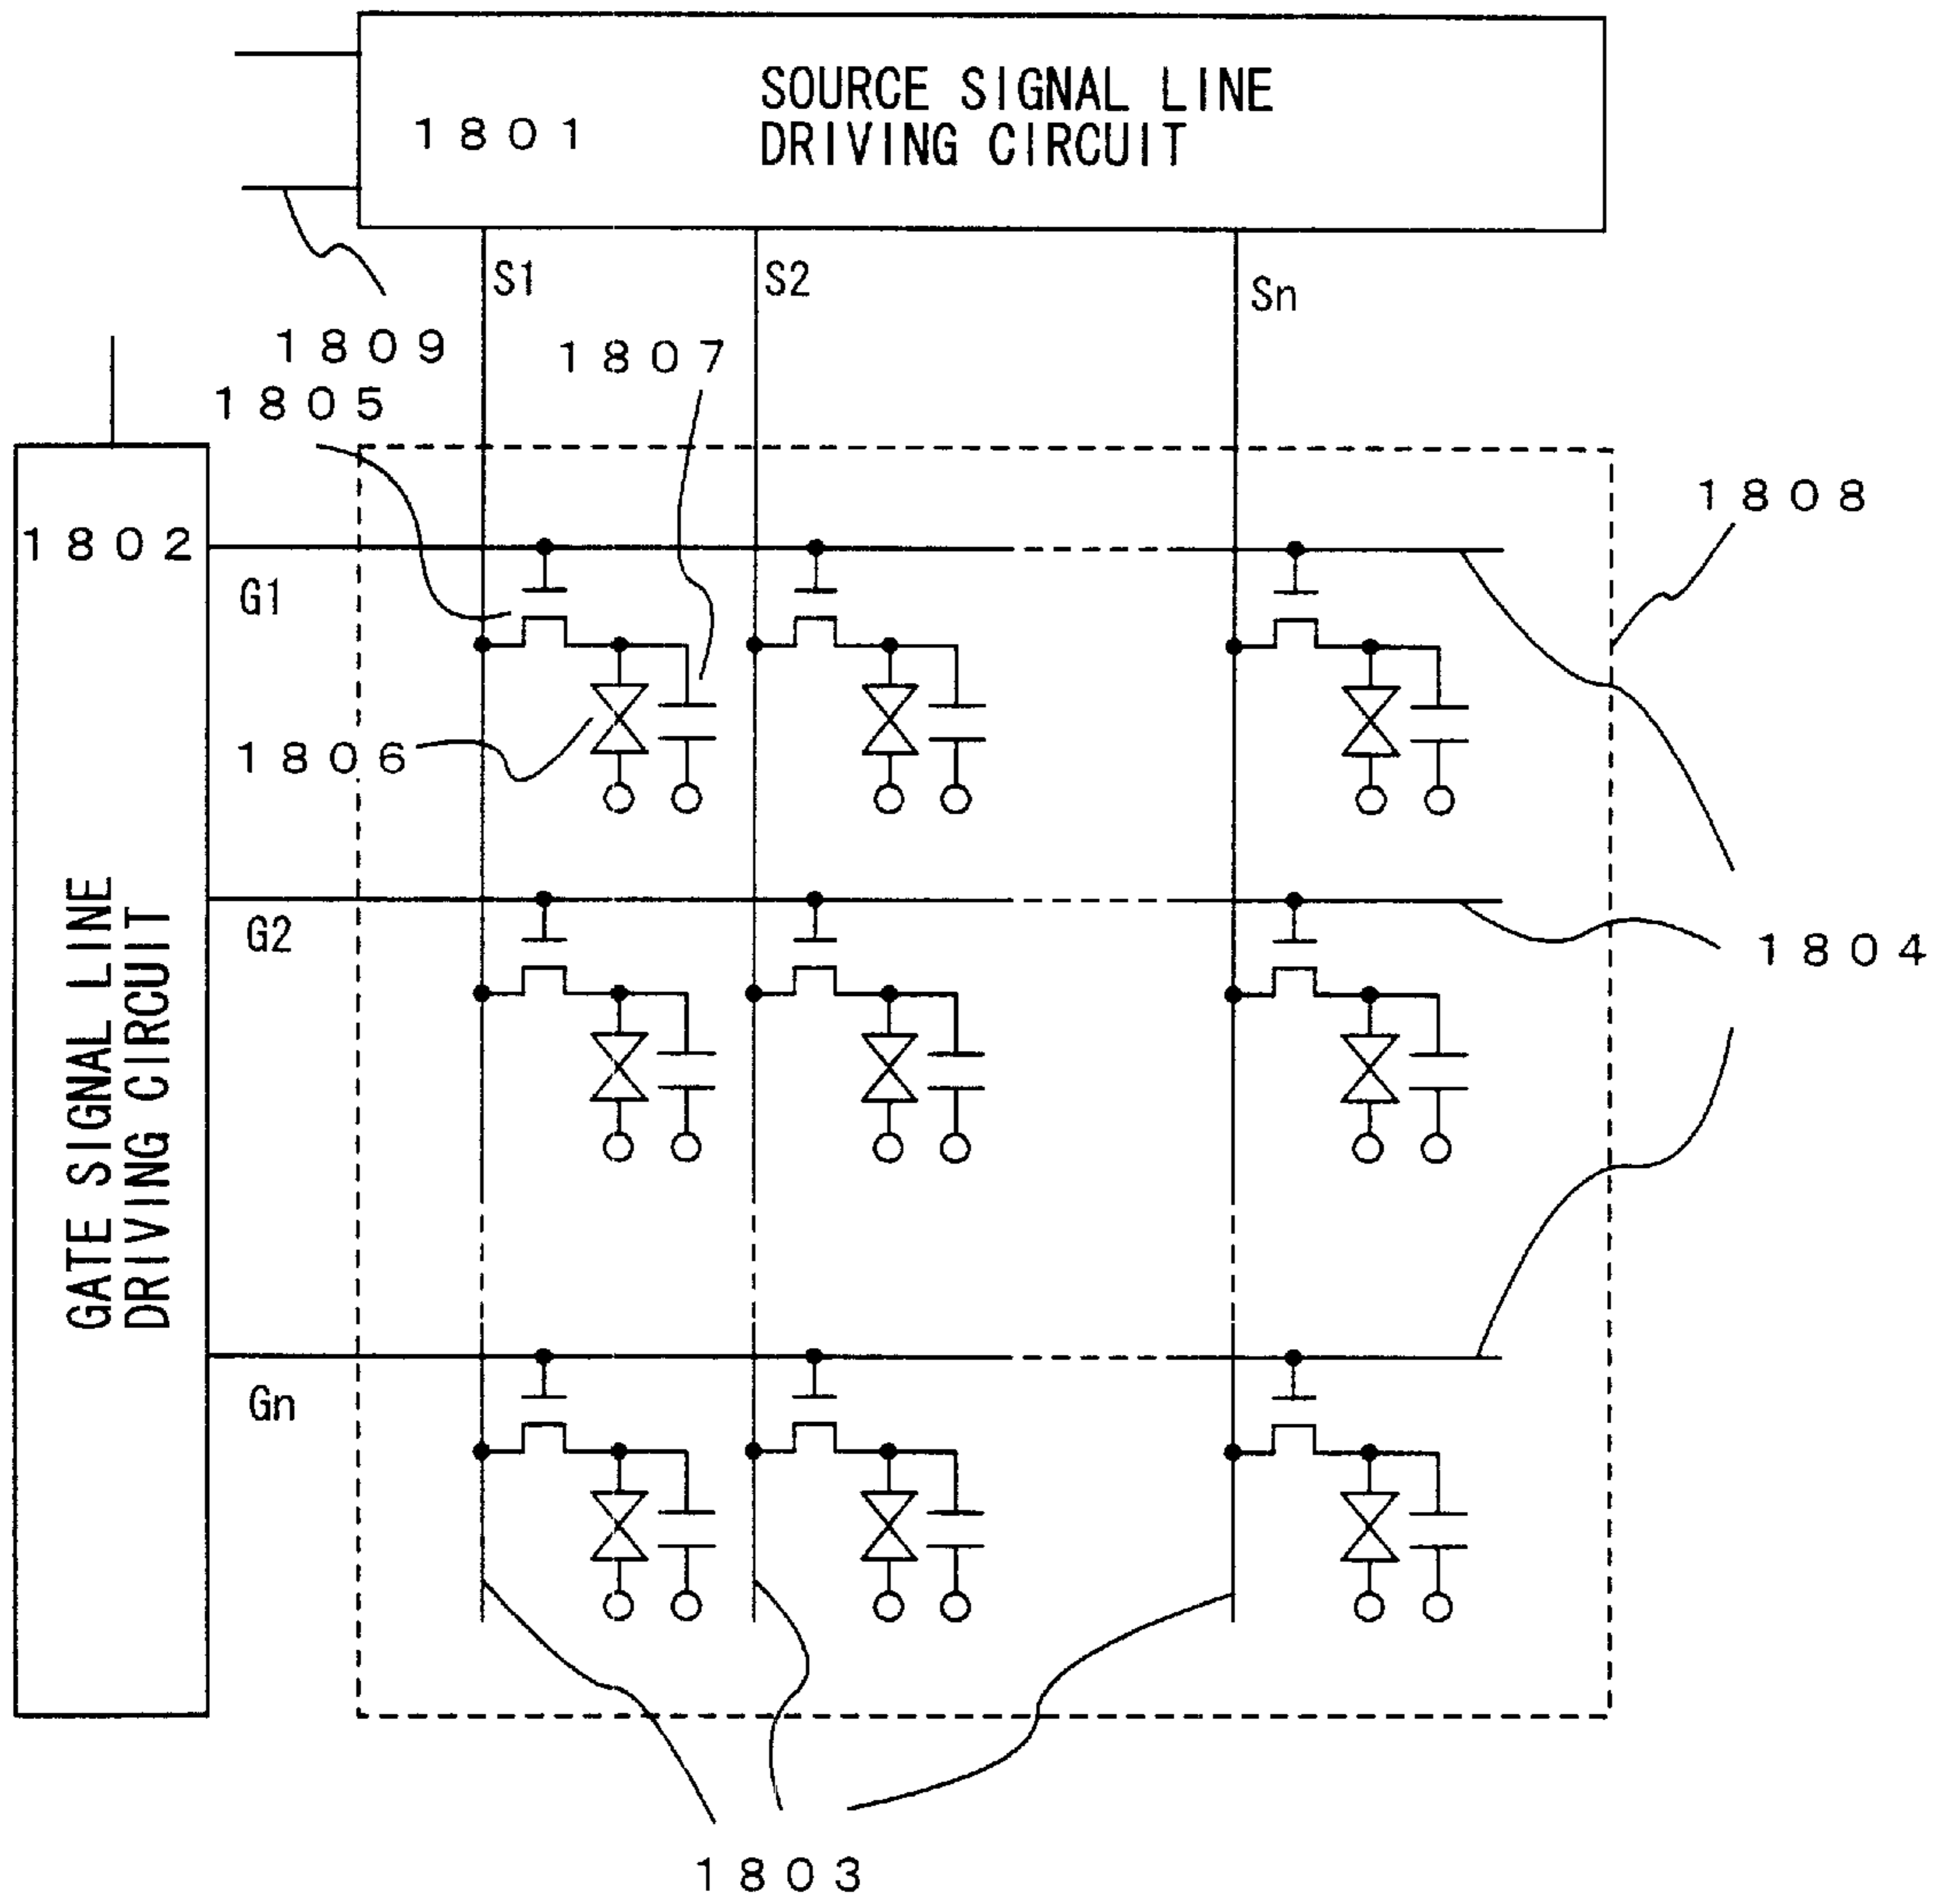 SOURCE SIGNAL LINE
DRIVING CIRCUIT
1801
S1
S2
Sn
1809
1807
1805
1808
1802
G1
1806
G2
1804
GATE SIGNAL LINE
DRIVING CIRCUIT
Gn
1803